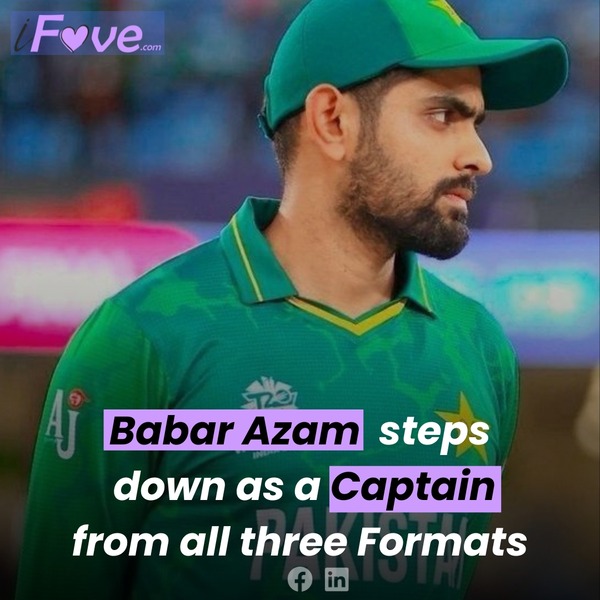 iFove.com
AJ
T20
Babar Azam steps
down as a Captain
from all three Formats
PAKISTAN